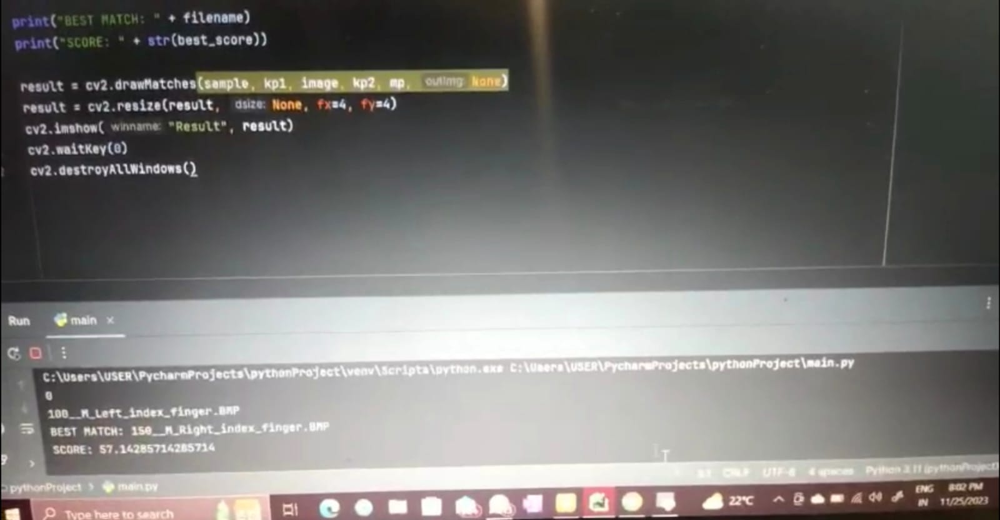 print("BEST MATCH: " + filename)
print("SCORE: " + str(best_score))
result = cv2.drawMatches(sample, kp1, image, kp2, mp, outImg: None)
result = cv2.resize(result, dsize: None, fx=4, fy=4)
cv2.imshow( winname: "Result", result)
cv2.waitKey(0)
cv2.destroyAllWindows()
Run main ×
C:\Users\USER\PycharmProjects\pythonProject\venv\Scripts\python.exe C:\Users\USER\PycharmProjects\pythonProject\main.py
0
100__M_Left_index_finger.BMP
BEST MATCH: 150__M_Right_index_finger.BMP
SCORE: 57.14285714285714
CRLF UTF-8 4 spaces Python 3.11 (pythonProject)
pythonProject > main.py
Type here to search
22°C
ENG 8:02 PM
IN 11/25/2023